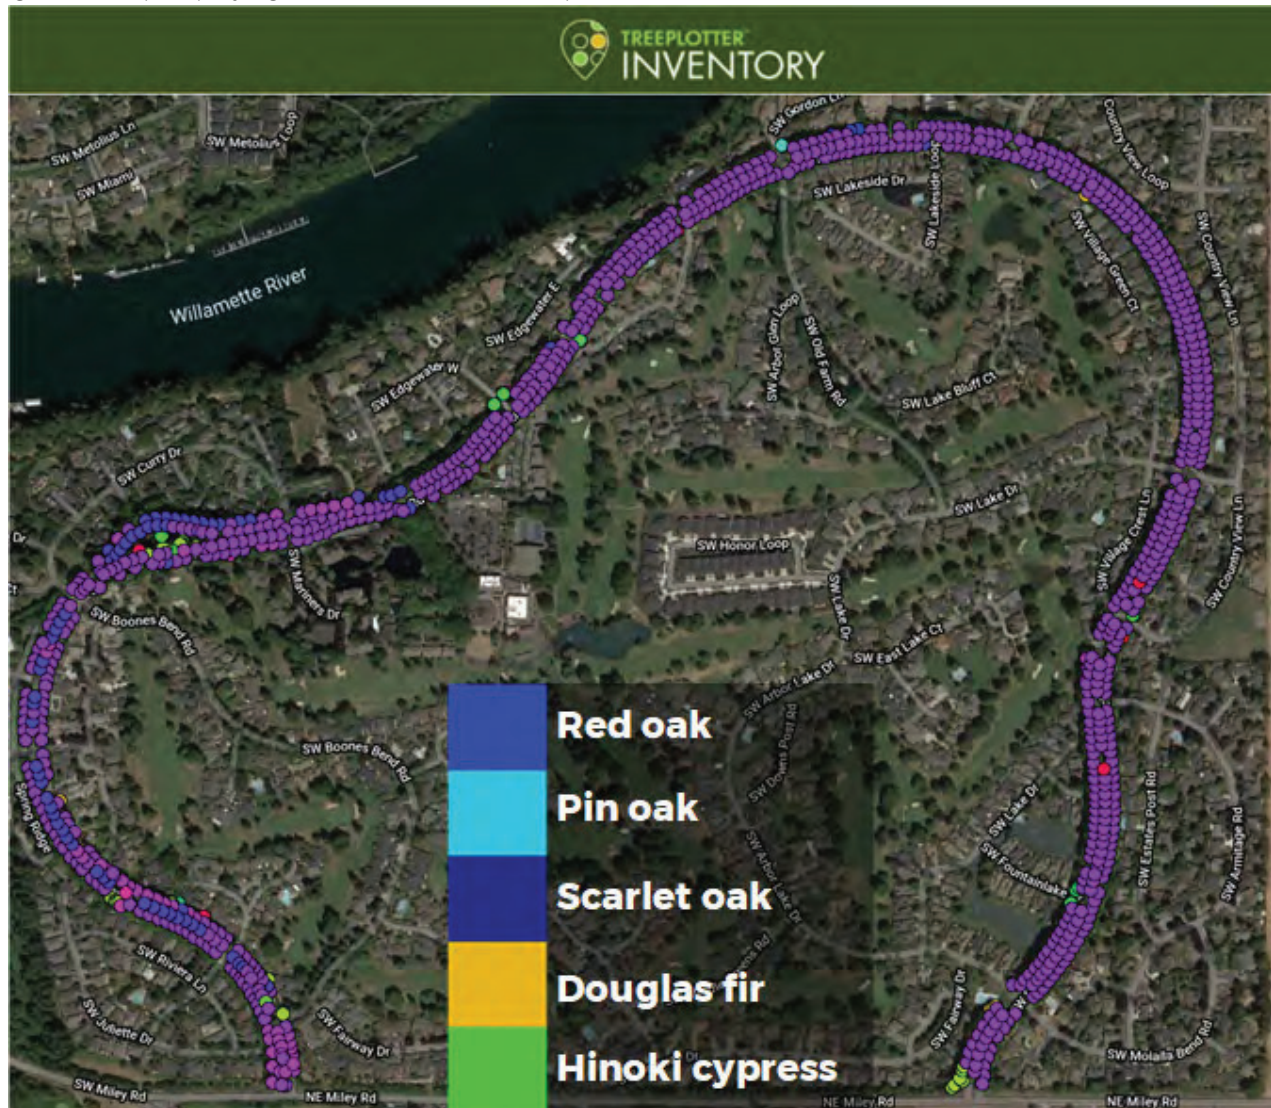 TREEPLOTTER
INVENTORY
SW Gordon Ln
SW Metolius Ln
SW Metolius Loop
Country View Loop
SW Miami
SW Lakeside Dr
SW Lakeside Loop
SW Country View Ln
SW Village Green Ct
Willamette River
SW Edgewater E
SW Arbor Glen Loop
SW Old Farm Rd
SW Edgewater W
SW Lake Bluff Ct
SW Curry Dr
SW Lake Dr
SW Village Crest Ln
SW Country View Ln
Dr
SW Honor Loop
SW Mariners Dr
SW Lake Dr
SW Boones Bend Rd
SW East Lake Ct
SW Arbor Lake Dr
Red oak
SW Downs Post Rd
SW Boones Bend Rd
Spring Ridge
Pin oak
SW Lake Dr
SW Estates Post Rd
SW Armitage Rd
SW Fountainlake
SW Arbor Lake Dr
Scarlet oak
SW Riviera Ln
Douglas fir
SW Fairway Dr
SW Juliette Dr
SW Fairway Dr
SW Molalla Bend Rd
Hinoki cypress
SW Miley Rd
NE Miley Rd
NE Miley Rd
NE Miley Rd